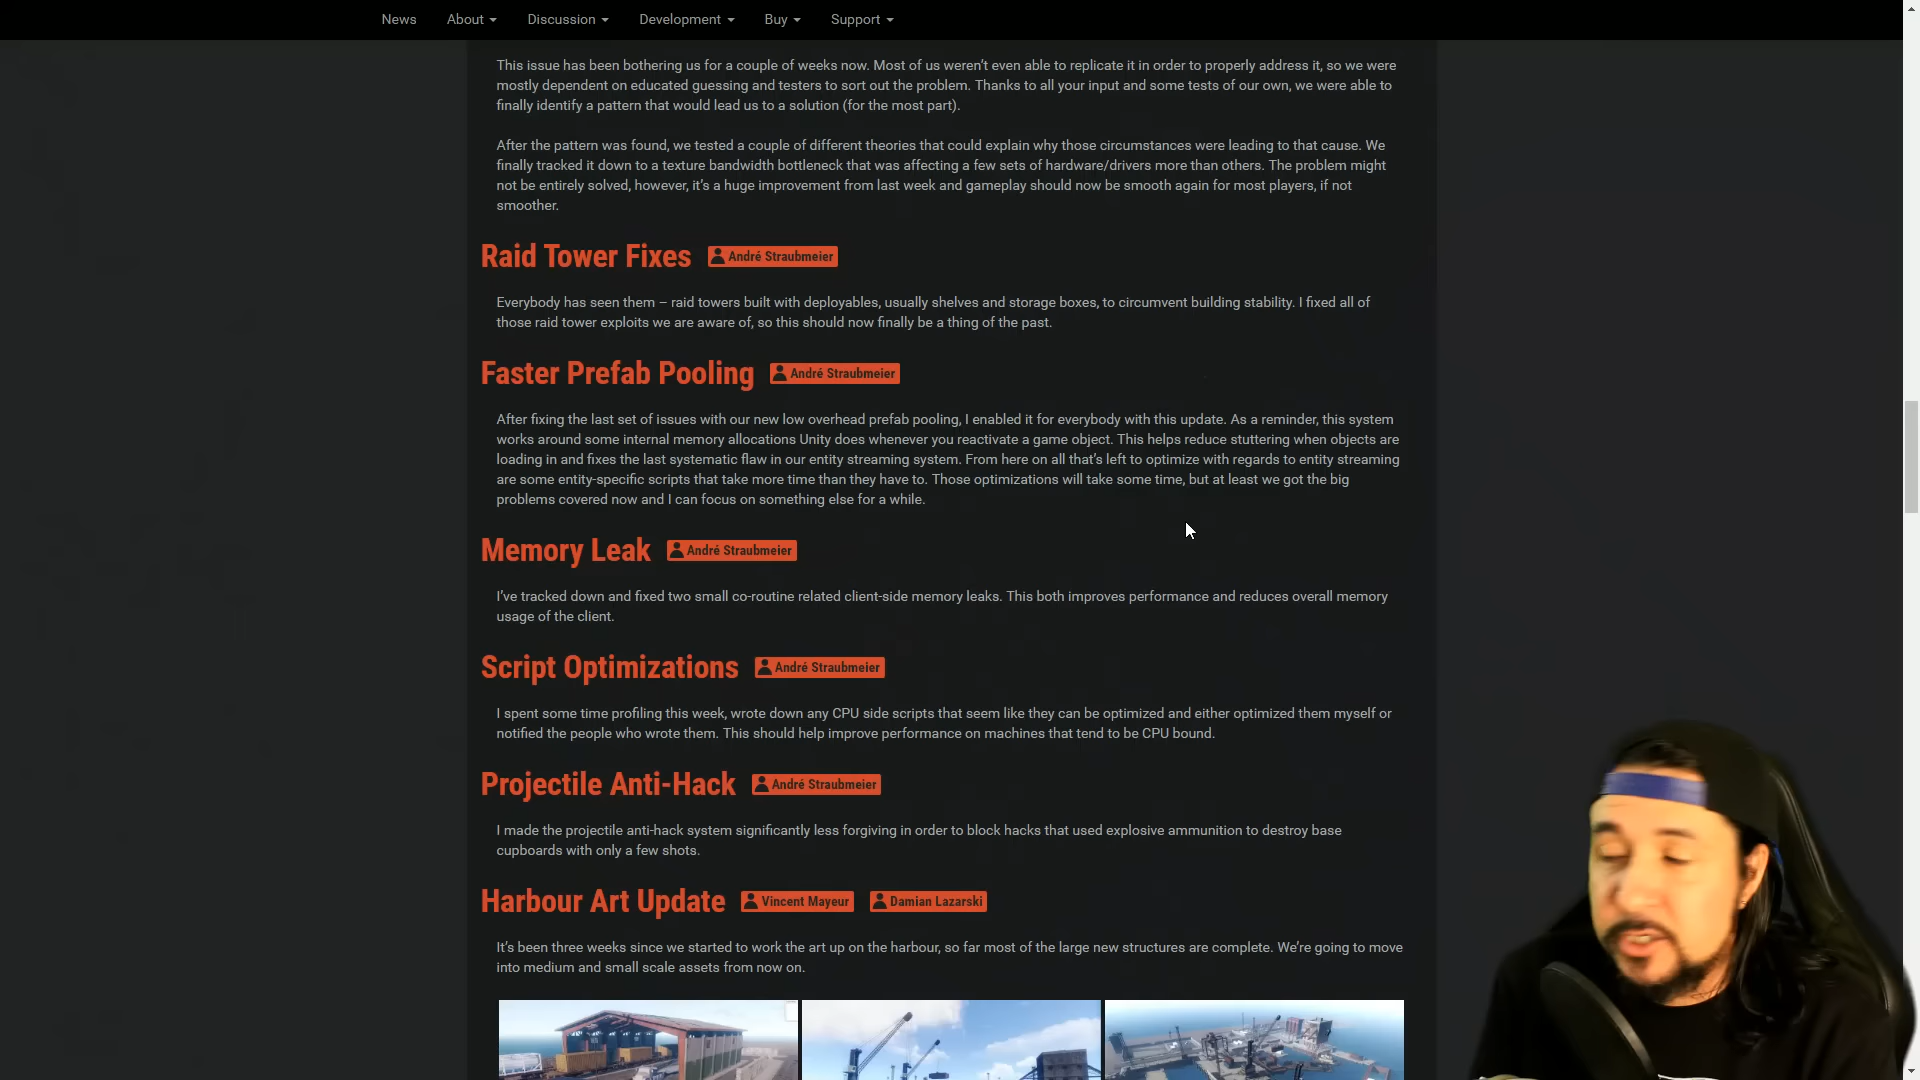 News About Discussion Development Buy Support
This issue has been bothering us for a couple of weeks now. Most of us weren't even able to replicate it in order to properly address it, so we were
mostly dependent on educated guessing and testers to sort out the problem. Thanks to all your input and some tests of our own, we were able to
finally identify a pattern that would lead us to a solution (for the most part).
After the pattern was found, we tested a couple of different theories that could explain why those circumstances were leading to that cause. We
finally tracked it down to a texture bandwidth bottleneck that was affecting a few sets of hardware/drivers more than others. The problem might
not be entirely solved, however, it's a huge improvement from last week and gameplay should now be smooth again for most players, if not
smoother.
Raid Tower Fixes André Straubmeier
Everybody has seen them – raid towers built with deployables, usually shelves and storage boxes, to circumvent building stability. I fixed all of
those raid tower exploits we are aware of, so this should now finally be a thing of the past.
Faster Prefab Pooling André Straubmeier
After fixing the last set of issues with our new low overhead prefab pooling, I enabled it for everybody with this update. As a reminder, this system
works around some internal memory allocations Unity does whenever you reactivate a game object. This helps reduce stuttering when objects are
loading in and fixes the last systematic flaw in our entity streaming system. From here on all that's left to optimize with regards to entity streaming
are some entity-specific scripts that take more time than they have to. Those optimizations will take some time, but at least we got the big
problems covered now and I can focus on something else for a while.
Memory Leak André Straubmeier
I've tracked down and fixed two small co-routine related client-side memory leaks. This both improves performance and reduces overall memory
usage of the client.
Script Optimizations André Straubmeier
I spent some time profiling this week, wrote down any CPU side scripts that seem like they can be optimized and either optimized them myself or
notified the people who wrote them. This should help improve performance on machines that tend to be CPU bound.
Projectile Anti-Hack André Straubmeier
I made the projectile anti-hack system significantly less forgiving in order to block hacks that used explosive ammunition to destroy base
cupboards with only a few shots.
Harbour Art Update Vincent Mayeur Damian Lazarski
It's been three weeks since we started to work the art up on the harbour, so far most of the large new structures are complete. We're going to move
into medium and small scale assets from now on.